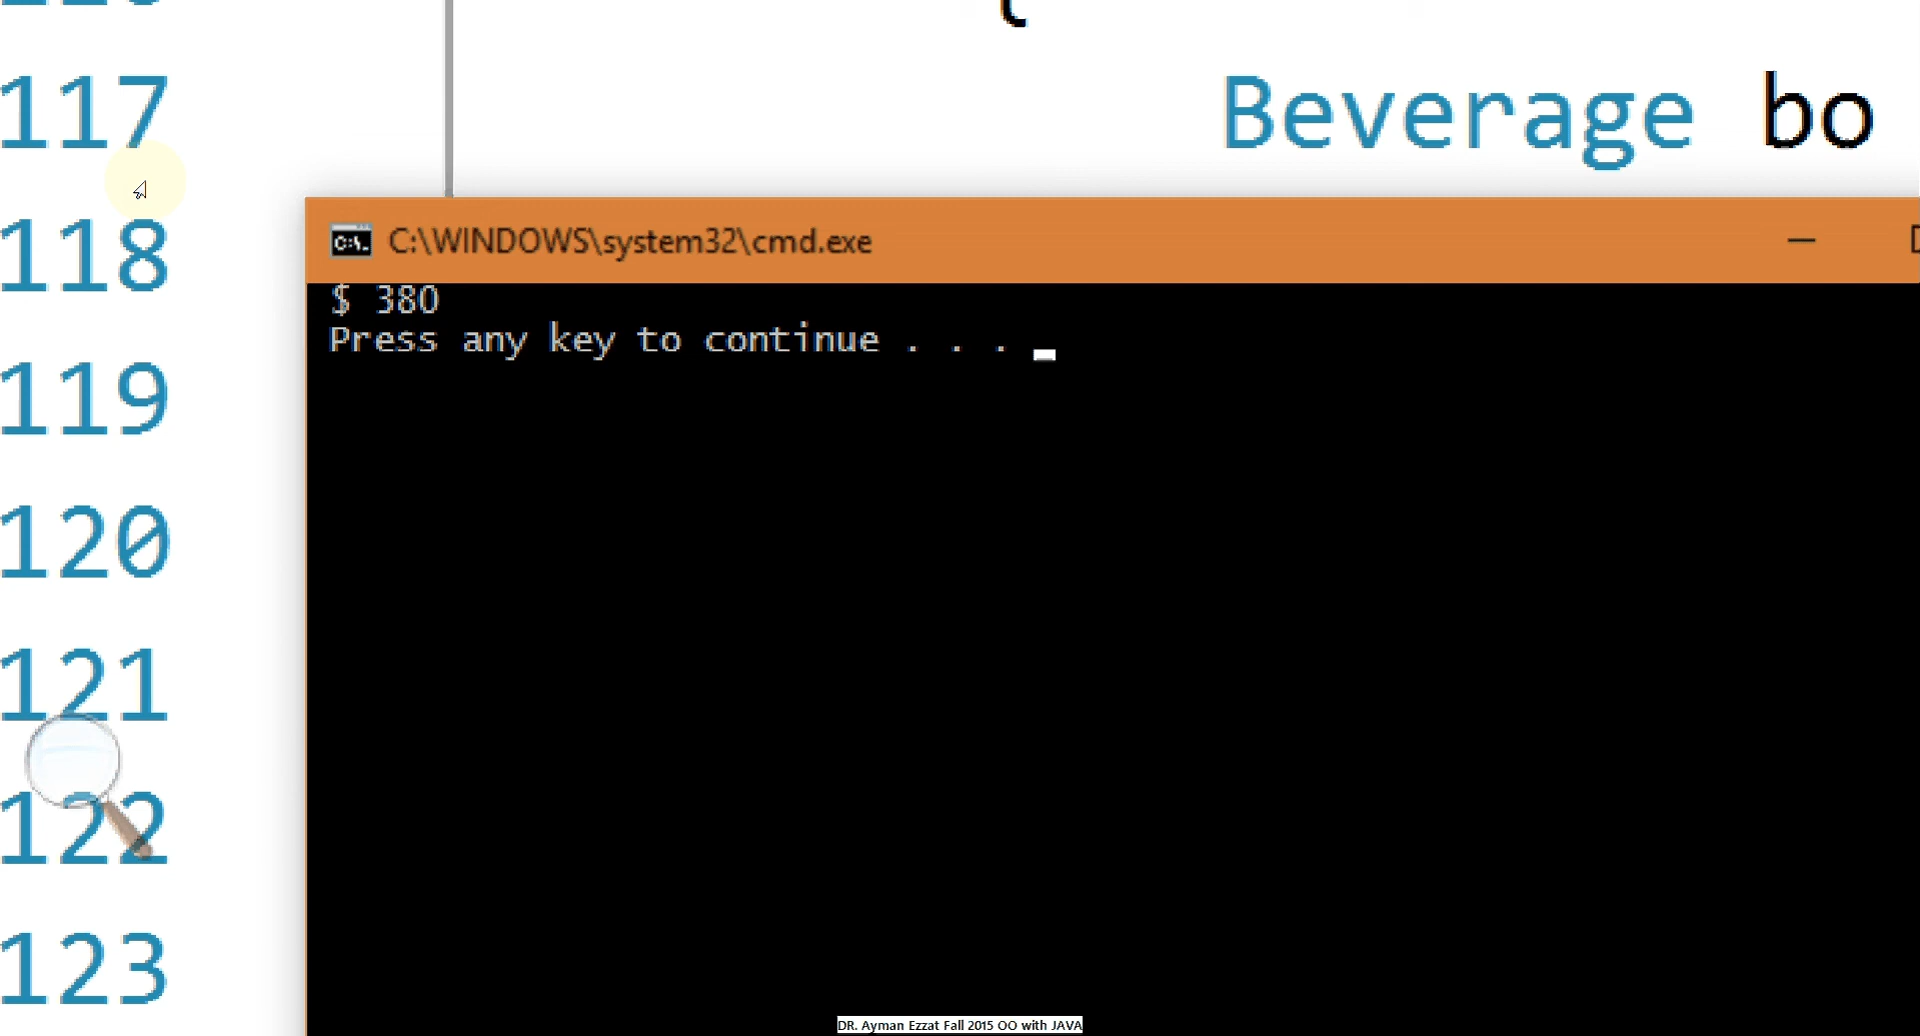 117
Beverage bo
118
C:\WINDOWS\system32\cmd.exe
$ 380
Press any key to continue . . .
119
120
121
122
123
DR. Ayman Ezzat Fall 2015 OO with JAVA